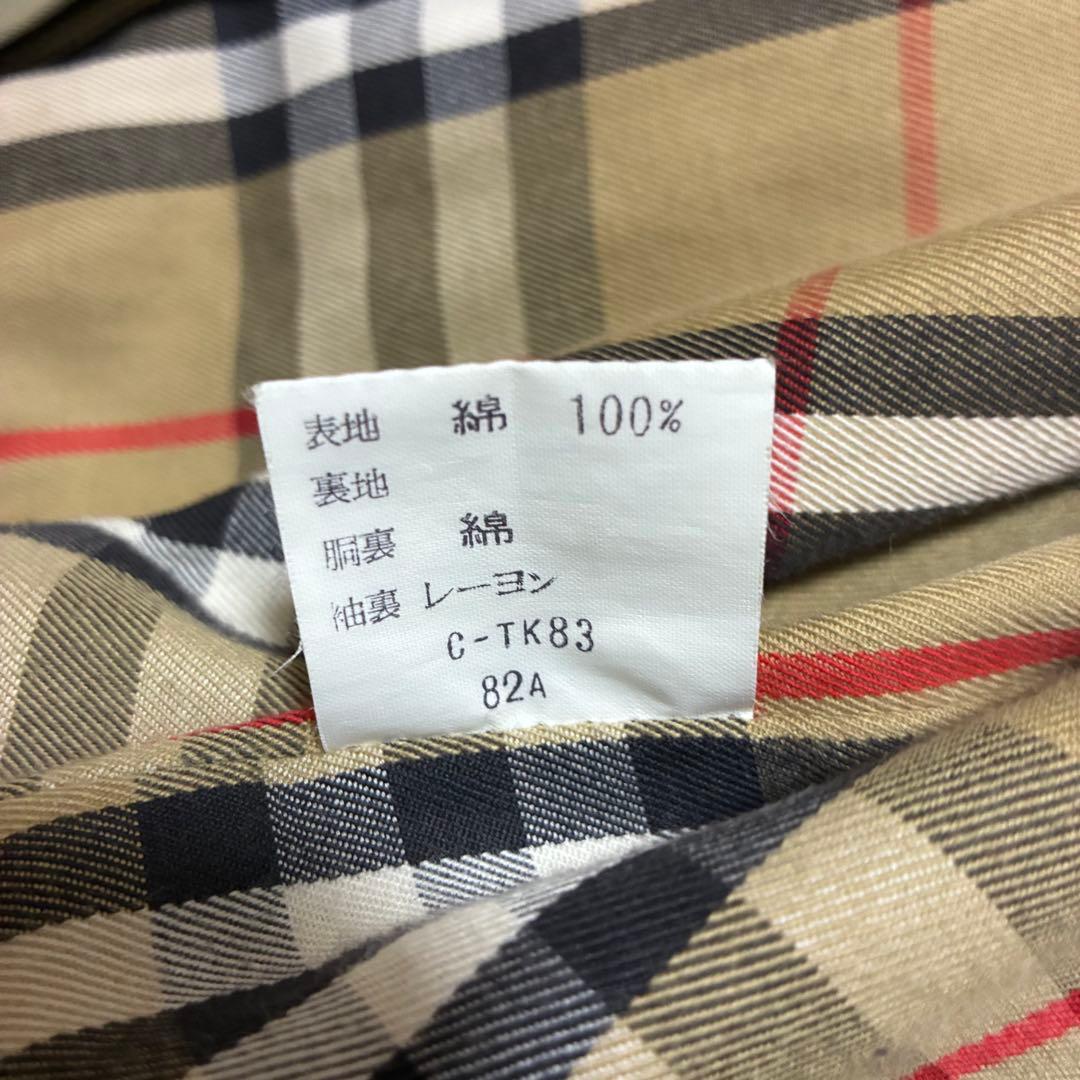 表地 綿 100%
裏地
胴裏 綿
袖裏 レーヨン
C-TK83
82A